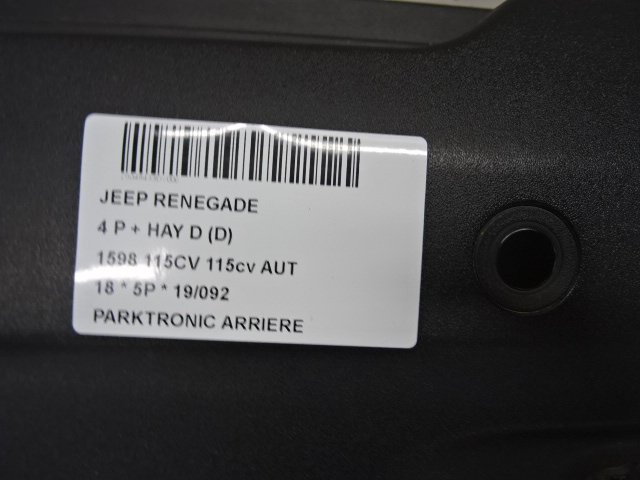 JEEP RENEGADE
4 P + HAY D (D)
1598 115CV 115cv AUT
18 * 5P * 19/092
PARKTRONIC ARRIERE